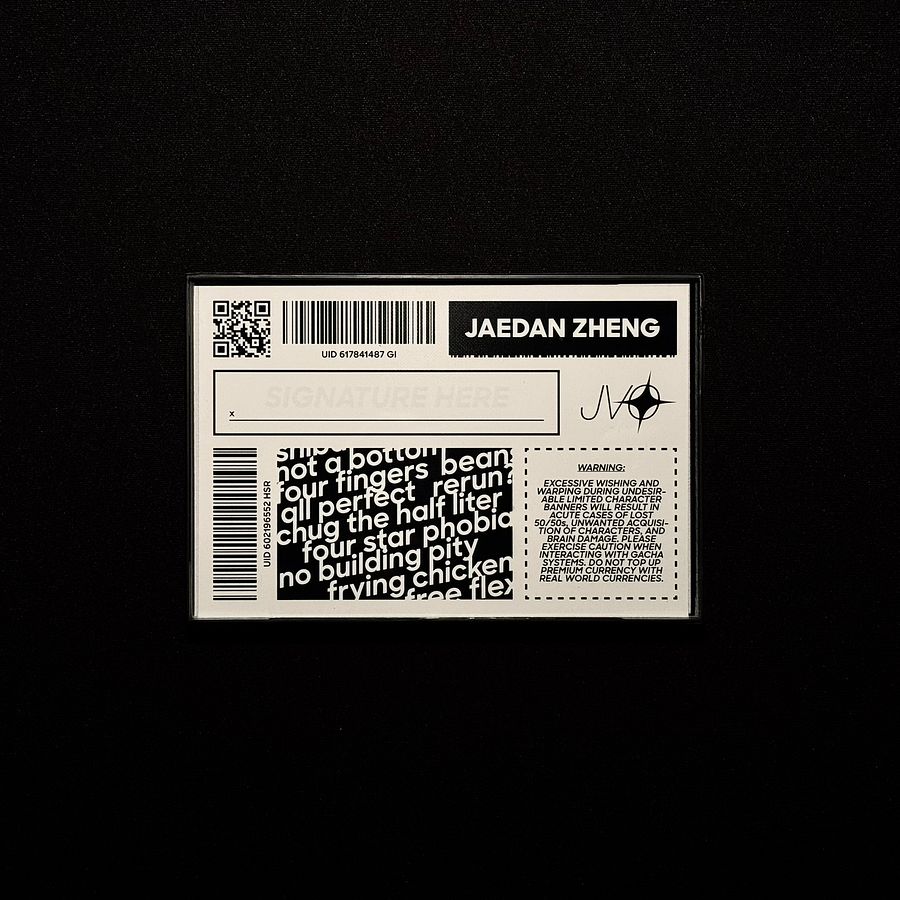 UID 617841487 GI
JAEDAN ZHENG
SIGNATURE HERE
x
JV
UID 602196552 HSR
not a bottom bean
four fingers rerun?
all perfect
chug the half liter
four star phobia
no building pity
frying chicken
free flex
WARNING:
EXCESSIVE WISHING AND
WARPING DURING UNDESIR-
ABLE LIMITED CHARACTER
BANNERS WILL RESULT IN
ACUTE CASES OF LOST
50/50s, UNWANTED ACQUISI-
TION OF CHARACTERS, AND
BRAIN DAMAGE. PLEASE
EXERCISE CAUTION WHEN
INTERACTING WITH GACHA
SYSTEMS. DO NOT TOP UP
PREMIUM CURRENCY WITH
REAL WORLD CURRENCIES.